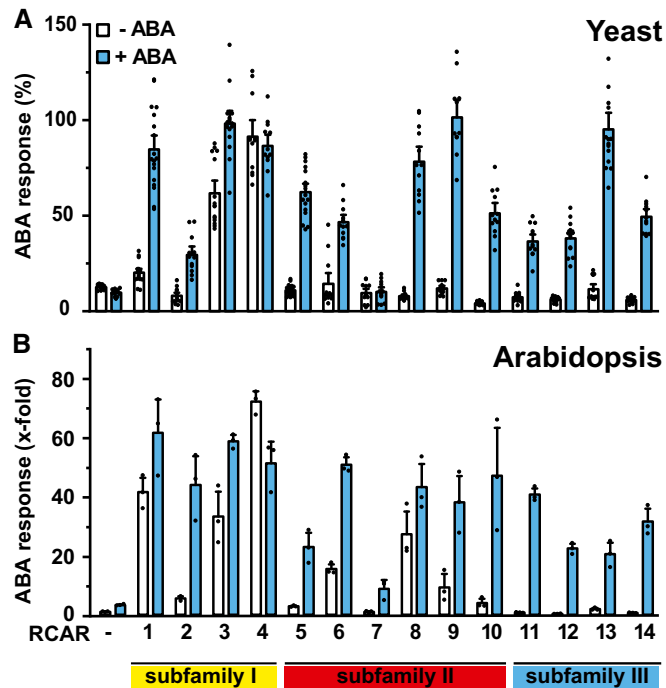 A
Yeast
- ABA
+ ABA
ABA response (%)
150
100
50
0
B
Arabidopsis
ABA response (x-fold)
80
60
40
20
0
RCAR - 1 2 3 4 5 6 7 8 9 10 11 12 13 14
subfamily I subfamily II subfamily III